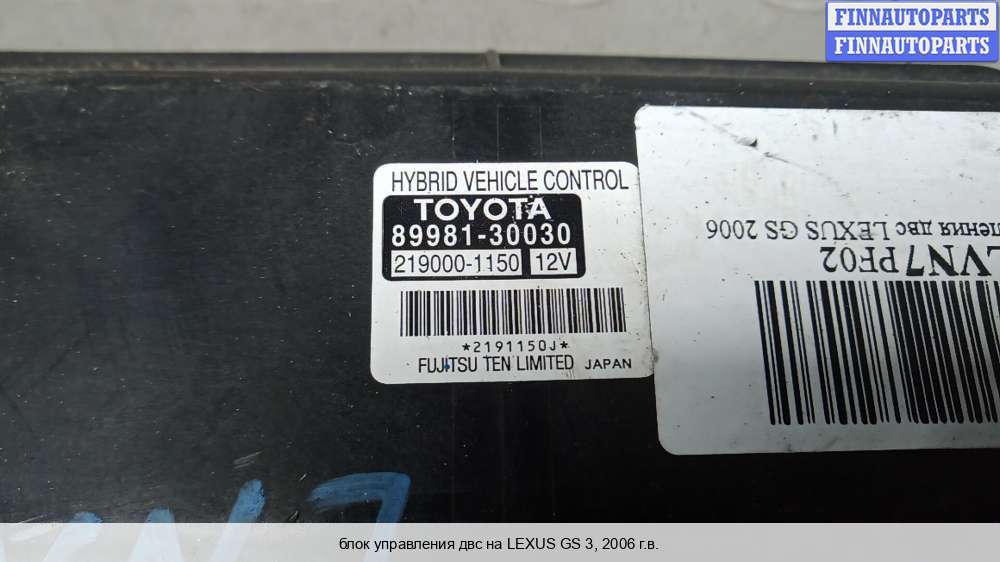 FINNAUTOPARTS
FINNAUTOPARTS
HYBRID VEHICLE CONTROL
TOYOTA
89981-30030
219000-1150 12V
*2191150J*
FUJITSU TEN LIMITED JAPAN
ления двс LEXUS GS 2006
LVN7PF02
блок управления двс на LEXUS GS 3, 2006 г.в.